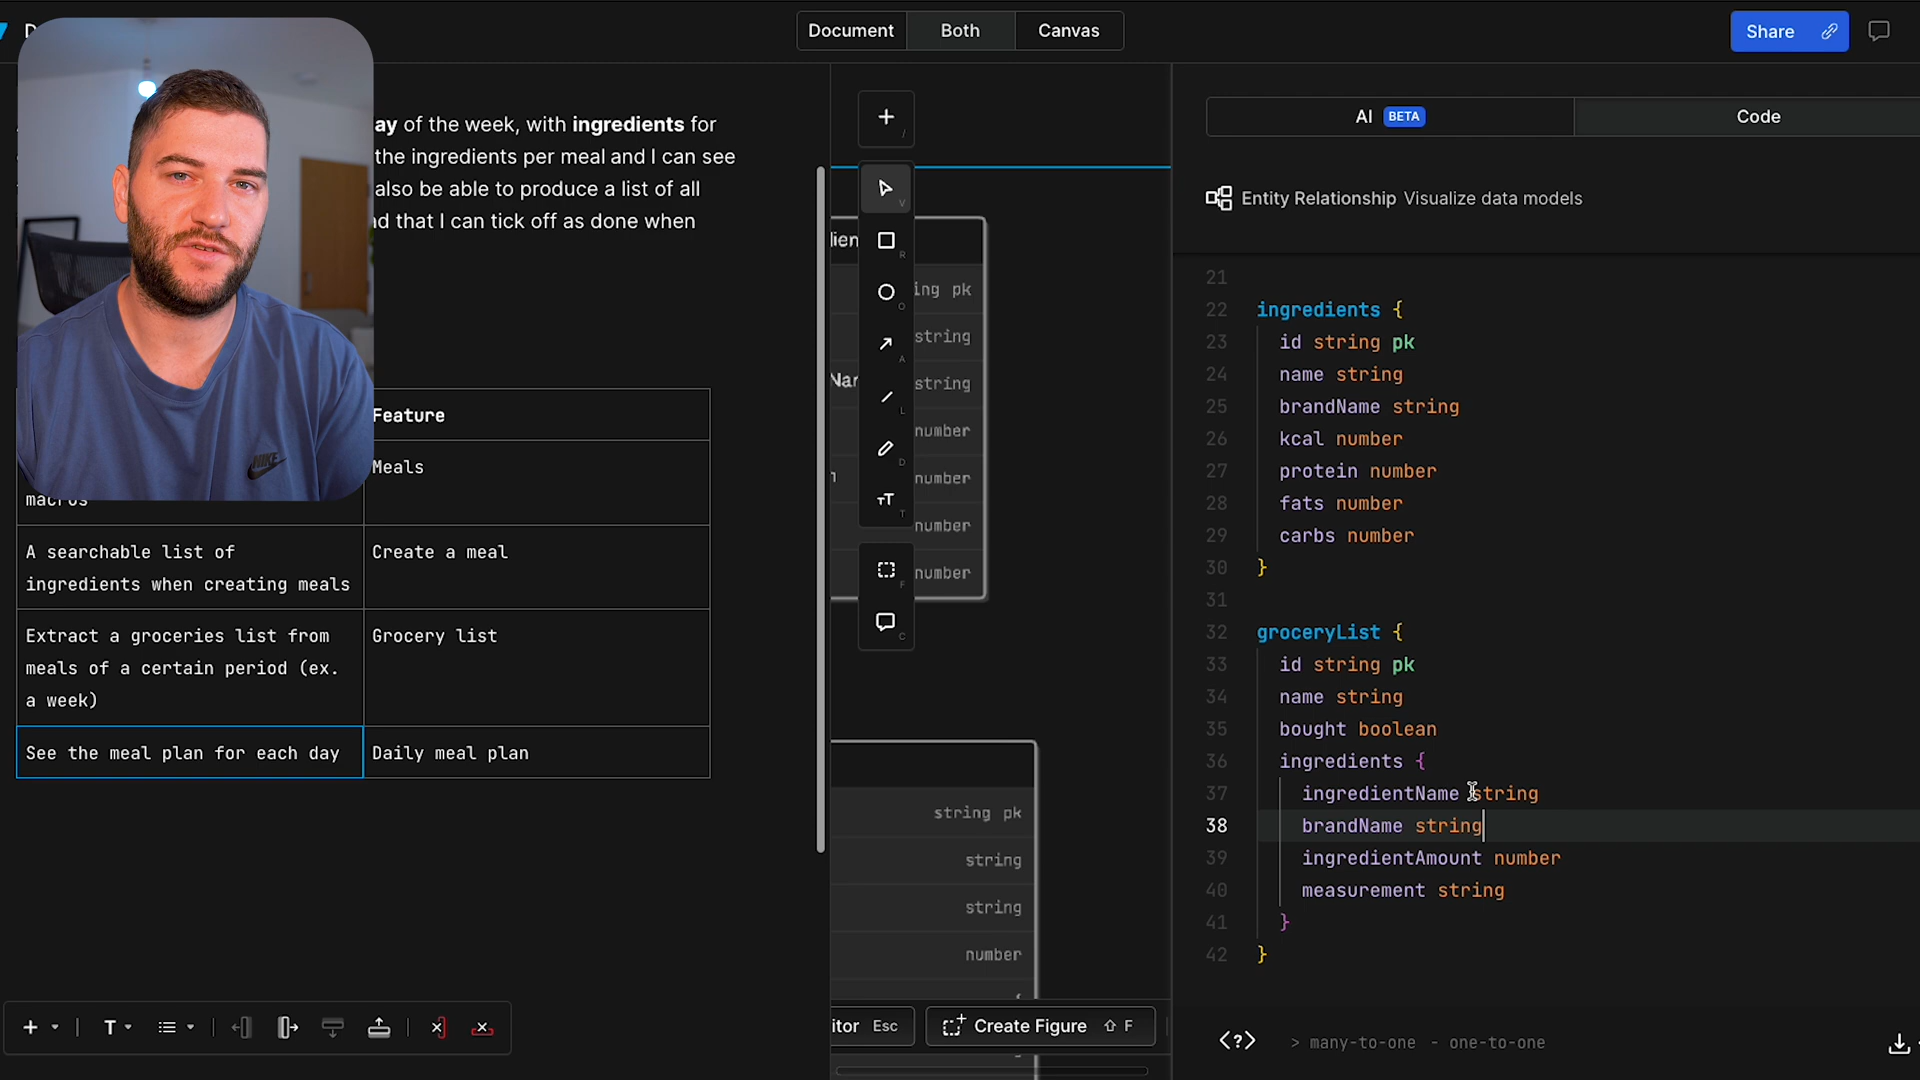 Document
Both
Canvas
Share
ay of the week, with ingredients for
the ingredients per meal and I can see
also be able to produce a list of all
d that I can tick off as done when
Feature
macros
Meals
A searchable list of
ingredients when creating meals
Create a meal
Extract a groceries list from
meals of a certain period (ex.
a week)
Grocery list
See the meal plan for each day
Daily meal plan
T
NIKE
/
V
R
O
A
L
D
TT
T
F
C
dien
ing pk
string
Nar
string
number
number
number
number
string pk
string
string
number
{
itor Esc
Create Figure ⇧ F
AI BETA
Code
Entity Relationship Visualize data models
21
22 ingredients {
23 id string pk
24 name string
25 brandName string
26 kcal number
27 protein number
28 fats number
29 carbs number
30 }
31
32 groceryList {
33 id string pk
34 name string
35 bought boolean
36 ingredients {
37 ingredientName string
38 brandName string
39 ingredientAmount number
40 measurement string
41 }
42 }
<?> > many-to-one - one-to-one